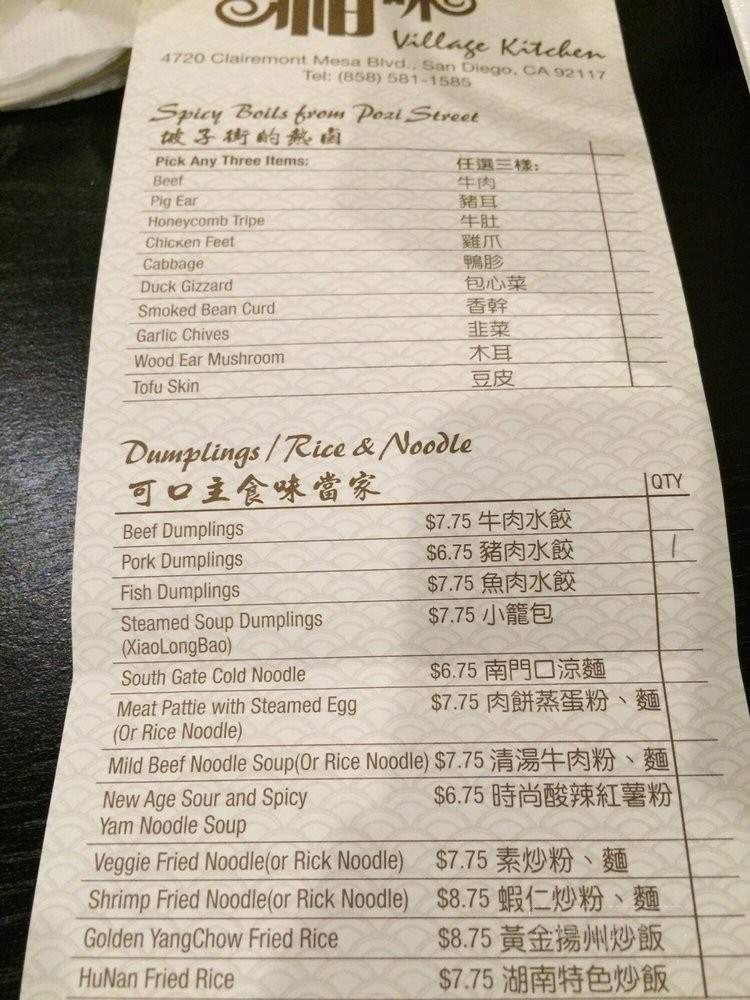 湘味
Village Kitchen
4720 Clairemont Mesa Blvd., San Diego, CA 92117
Tel: (858) 581-1585
Spicy Boils from Pozi Street
坡子街的熱鹵
Pick Any Three Items: 任選三樣:
Beef 牛肉
Pig Ear 豬耳
Honeycomb Tripe 牛肚
Chicken Feet 雞爪
Cabbage 鴨胗
Duck Gizzard 包心菜
Smoked Bean Curd 香幹
Garlic Chives 韭菜
Wood Ear Mushroom 木耳
Tofu Skin 豆皮
Dumplings / Rice & Noodle
可口主食味當家 QTY
Beef Dumplings $7.75 牛肉水餃
Pork Dumplings $6.75 豬肉水餃 1
Fish Dumplings $7.75 魚肉水餃
Steamed Soup Dumplings $7.75 小籠包
(XiaoLongBao)
South Gate Cold Noodle $6.75 南門口涼麵
Meat Pattie with Steamed Egg $7.75 肉餅蒸蛋粉、麵
(Or Rice Noodle)
Mild Beef Noodle Soup(Or Rice Noodle) $7.75 清湯牛肉粉、麵
New Age Sour and Spicy $6.75 時尚酸辣紅薯粉
Yam Noodle Soup
Veggie Fried Noodle(or Rick Noodle) $7.75 素炒粉、麵
Shrimp Fried Noodle(or Rick Noodle) $8.75 蝦仁炒粉、麵
Golden YangChow Fried Rice $8.75 黃金揚州炒飯
HuNan Fried Rice $7.75 湖南特色炒飯